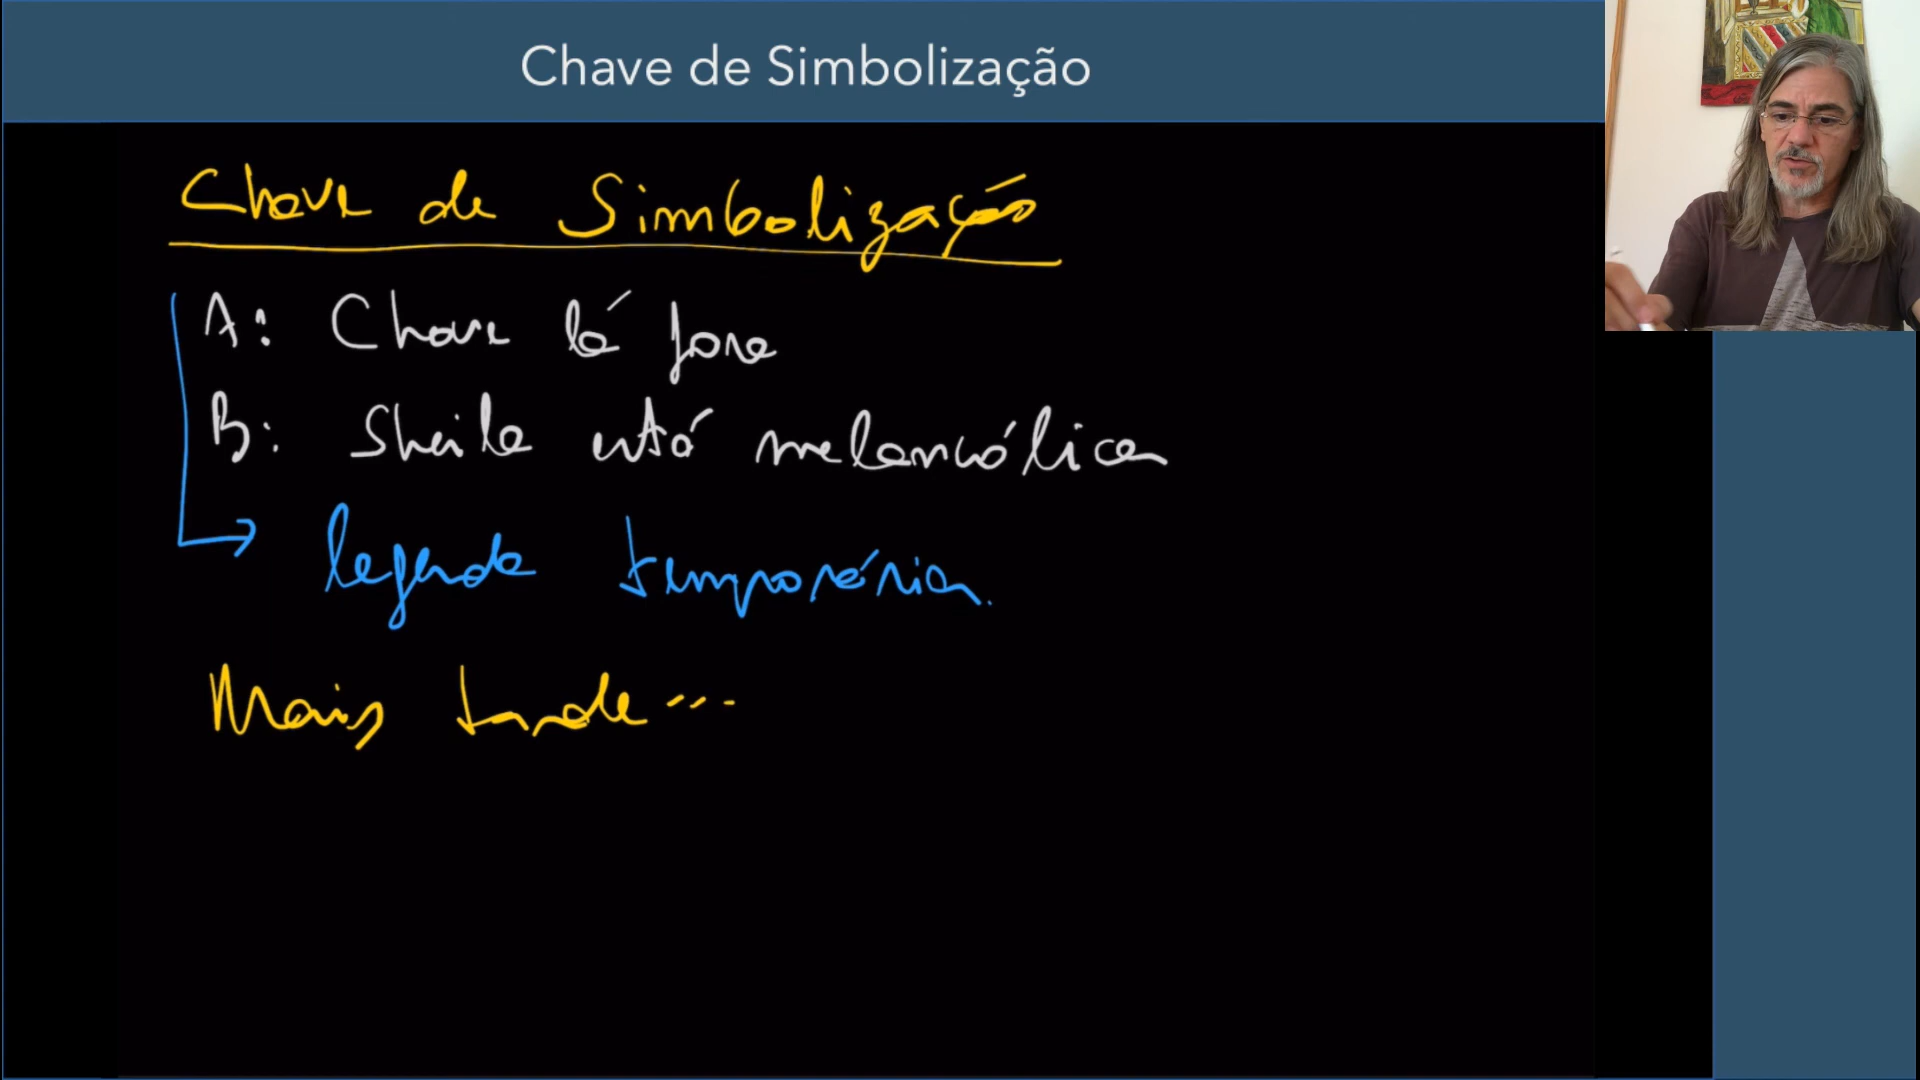 Chave de Simbolização
Chave de Simbolização
A: Chove lá fora
B: Sheila está melancólica
legenda temporária.
Mais tarde...